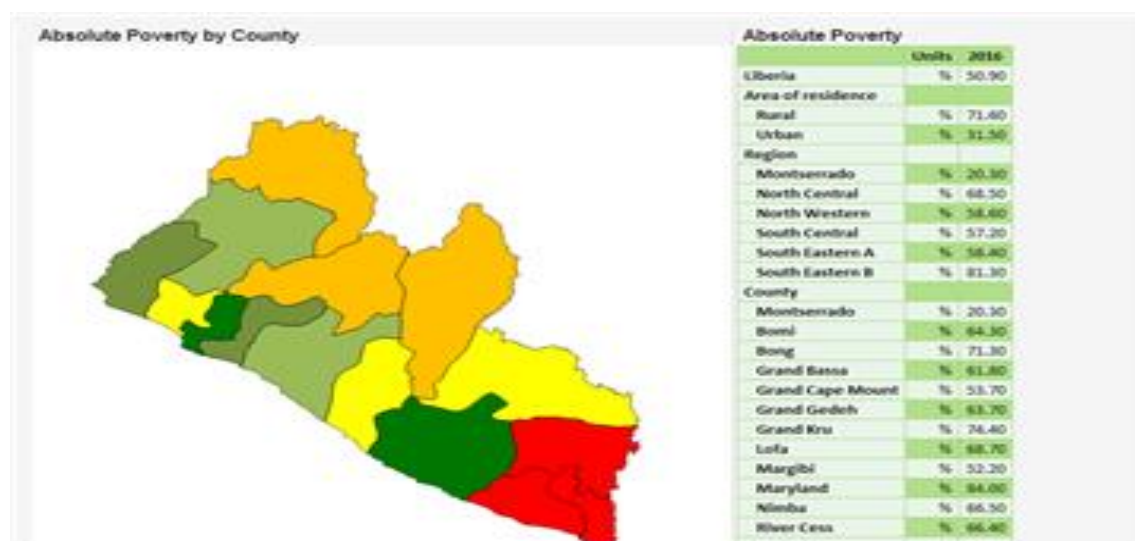 Absolute Poverty by County
Absolute Poverty
Units 2016
Liberia % 50.90
Area of residence
Rural % 71.60
Urban % 31.50
Region
Montserrado % 20.30
North Central % 68.50
North Western % 58.60
South Central % 57.20
South Eastern A % 58.40
South Eastern B % 81.30
County
Montserrado % 20.30
Bomi % 64.30
Bong % 71.30
Grand Bassa % 61.80
Grand Cape Mount % 53.70
Grand Gedeh % 63.70
Grand Kru % 74.40
Lofa % 68.70
Margibi % 52.20
Maryland % 84.00
Nimba % 66.50
River Cess % 66.40